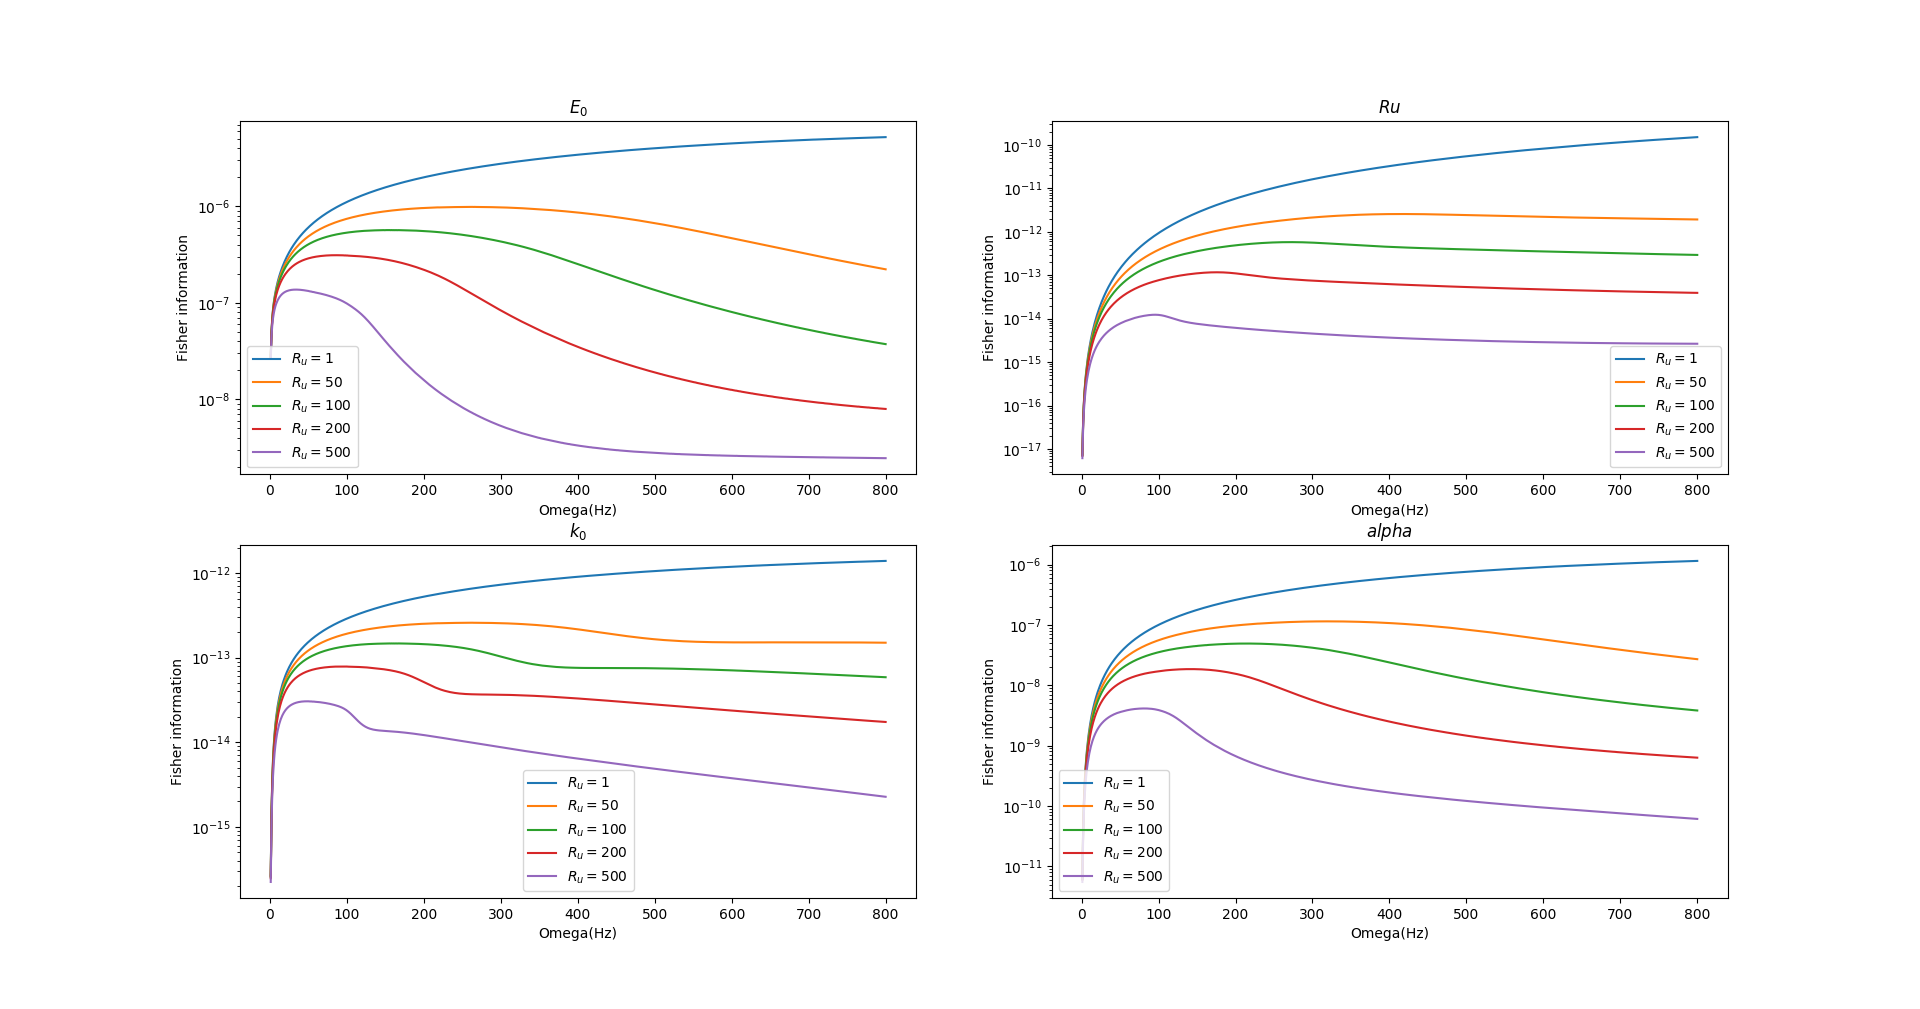 E₀
Fisher information
10⁻⁶
10⁻⁷
10⁻⁸
R_u = 1
R_u = 50
R_u = 100
R_u = 200
R_u = 500
0 100 200 300 400 500 600 700 800
Omega(Hz)
Ru
Fisher information
10⁻¹⁰
10⁻¹¹
10⁻¹²
10⁻¹³
10⁻¹⁴
10⁻¹⁵
10⁻¹⁶
10⁻¹⁷
R_u = 1
R_u = 50
R_u = 100
R_u = 200
R_u = 500
0 100 200 300 400 500 600 700 800
Omega(Hz)
k₀
Fisher information
10⁻¹²
10⁻¹³
10⁻¹⁴
10⁻¹⁵
R_u = 1
R_u = 50
R_u = 100
R_u = 200
R_u = 500
0 100 200 300 400 500 600 700 800
Omega(Hz)
alpha
Fisher information
10⁻⁶
10⁻⁷
10⁻⁸
10⁻⁹
10⁻¹⁰
10⁻¹¹
R_u = 1
R_u = 50
R_u = 100
R_u = 200
R_u = 500
0 100 200 300 400 500 600 700 800
Omega(Hz)